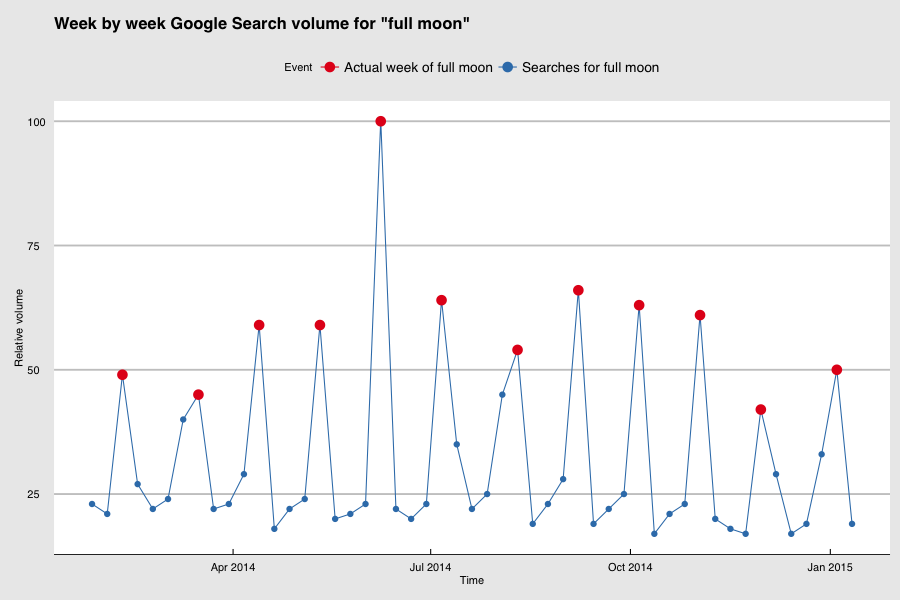 Week by week Google Search volume for "full moon"
Event Actual week of full moon Searches for full moon
100
75
50
25
Relative volume
Apr 2014 Jul 2014 Oct 2014 Jan 2015
Time